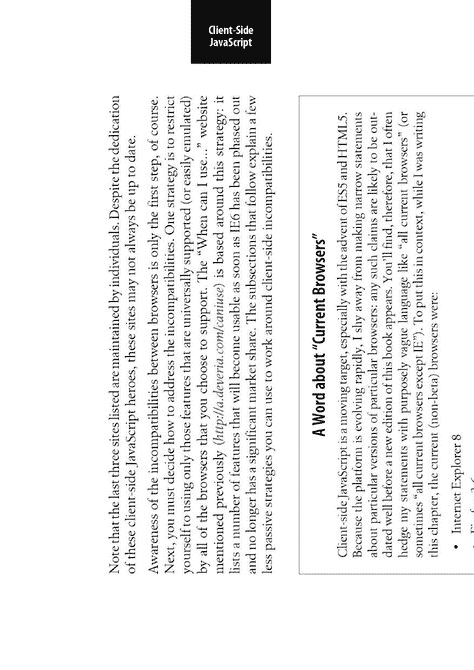 Client-Side
JavaScript
Note that the last three sites listed are maintained by individuals. Despite the dedication
of these client-side JavaScript heroes, these sites may not always be up to date.
Awareness of the incompatibilities between browsers is only the first step, of course.
Next, you must decide how to address the incompatibilities. One strategy is to restrict
yourself to using only those features that are universally supported (or easily emulated)
by all of the browsers that you choose to support. The “When can I use...” website
mentioned previously (http://a.deveria.com/caniuse) is based around this strategy: it
lists a number of features that will become usable as soon as IE6 has been phased out
and no longer has a significant market share. The subsections that follow explain a few
less passive strategies you can use to work around client-side incompatibilities.
A Word about “Current Browsers”
Client-side JavaScript is a moving target, especially with the advent of ES5 and HTML5.
Because the platform is evolving rapidly, I shy away from making narrow statements
about particular versions of particular browsers: any such claims are likely to be out-
dated well before a new edition of this book appears. You’ll find, therefore, that I often
hedge my statements with purposely vague language like “all current browsers” (or
sometimes “all current browsers except IE”). To put this in context, while I was writing
this chapter, the current (non-beta) browsers were:
• Internet Explorer 8